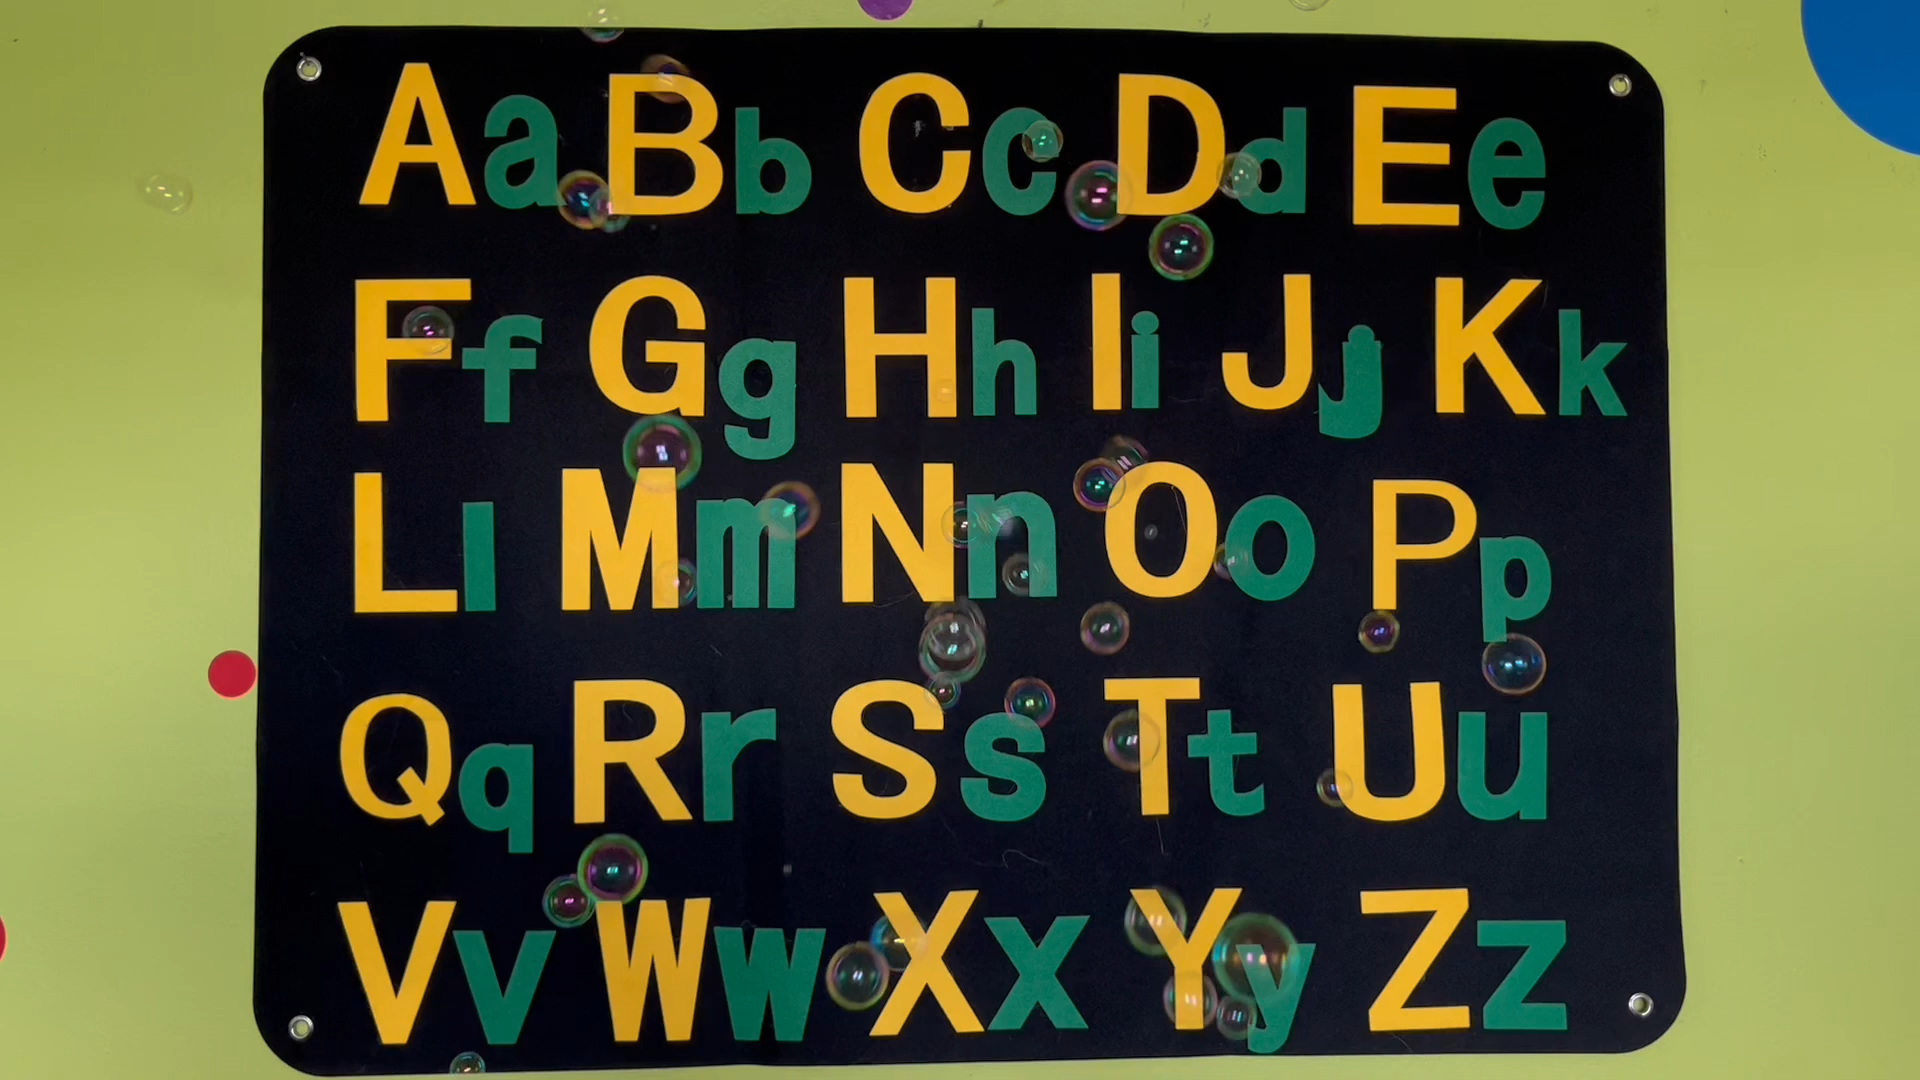 Aa Bb Cc Dd Ee
Ff Gg Hh Ii Jj Kk
Ll Mm Nn Oo Pp
Qq Rr Ss Tt Uu
Vv Ww Xx Yy Zz